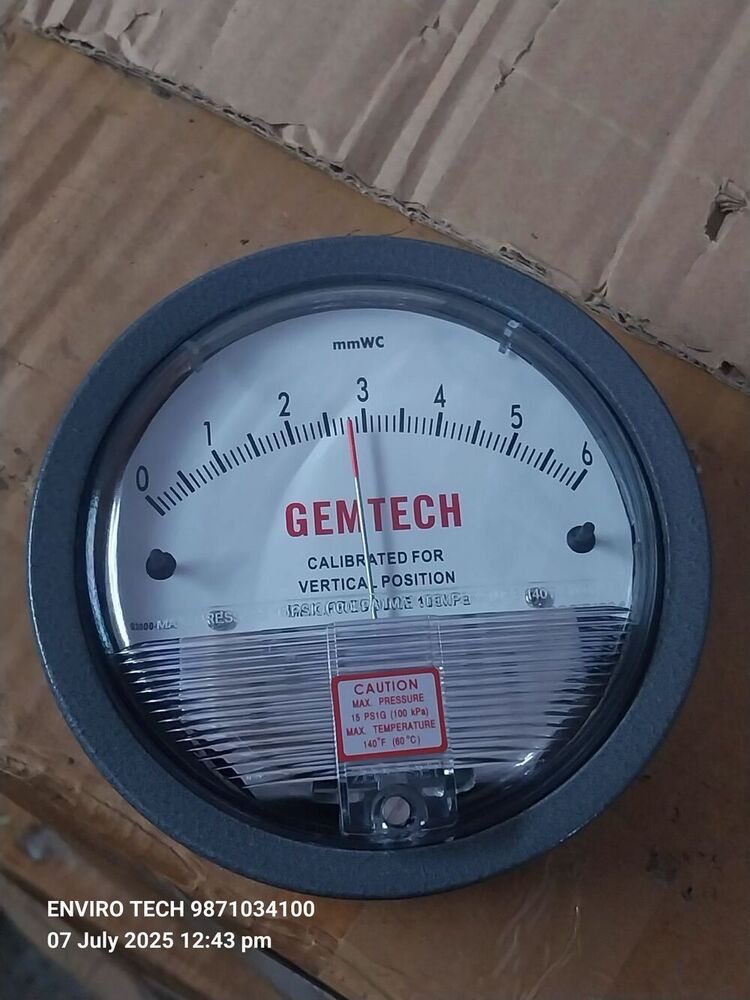 mmWC
0 1 2 3 4 5 6
GEMTECH
CALIBRATED FOR
VERTICAL POSITION
CAUTION
MAX. PRESSURE
15 PS1G (100 kPa)
MAX. TEMPERATURE
140°F (60°C)
ENVIRO TECH 9871034100
07 July 2025 12:43 pm